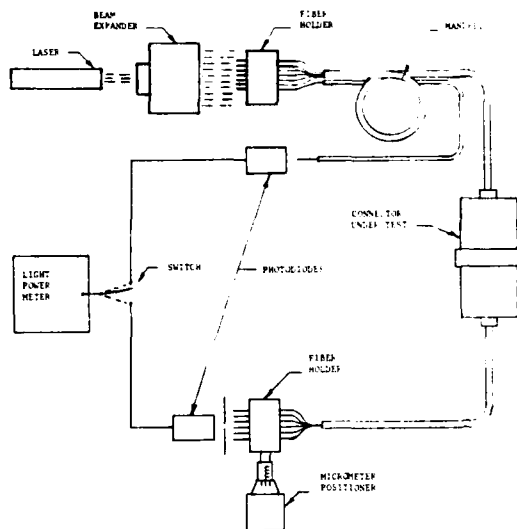 BEAM
EXPANDER
FIBER
HOLDER
LASER
CONNECTOR
UNDER TEST
LIGHT
POWER
METER
SWITCH
PHOTODIODES
FIBER
HOLDER
MICROMETER
POSITIONER